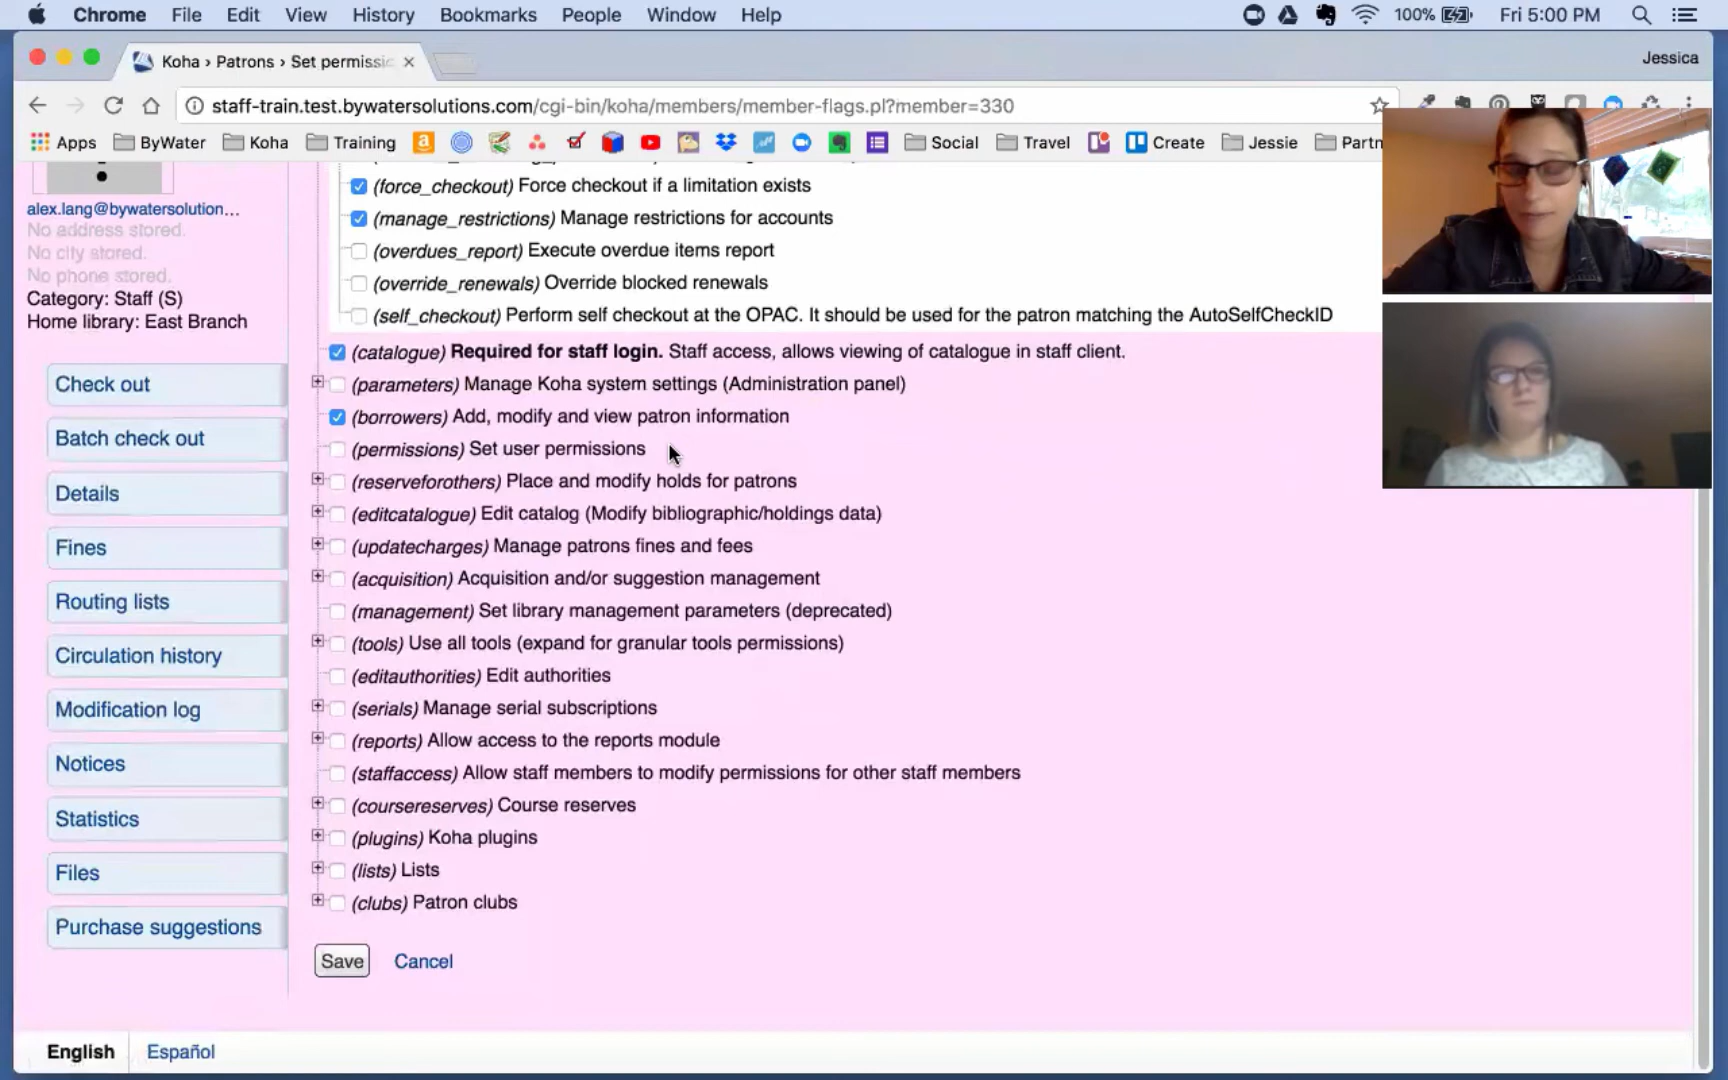 Chrome File Edit View History Bookmarks People Window Help 100% Fri 5:00 PM
Koha › Patrons › Set permissic Jessica
staff-train.test.bywatersolutions.com/cgi-bin/koha/members/member-flags.pl?member=330
Apps ByWater Koha Training Social Travel Create Jessie Partn
alex.lang@bywatersolution…
No address stored.
No city stored.
No phone stored.
Category: Staff (S)
Home library: East Branch
Check out
Batch check out
Details
Fines
Routing lists
Circulation history
Modification log
Notices
Statistics
Files
Purchase suggestions
(force_checkout) Force checkout if a limitation exists
(manage_restrictions) Manage restrictions for accounts
(overdues_report) Execute overdue items report
(override_renewals) Override blocked renewals
(self_checkout) Perform self checkout at the OPAC. It should be used for the patron matching the AutoSelfCheckID
(catalogue) Required for staff login. Staff access, allows viewing of catalogue in staff client.
(parameters) Manage Koha system settings (Administration panel)
(borrowers) Add, modify and view patron information
(permissions) Set user permissions
(reserveforothers) Place and modify holds for patrons
(editcatalogue) Edit catalog (Modify bibliographic/holdings data)
(updatecharges) Manage patrons fines and fees
(acquisition) Acquisition and/or suggestion management
(management) Set library management parameters (deprecated)
(tools) Use all tools (expand for granular tools permissions)
(editauthorities) Edit authorities
(serials) Manage serial subscriptions
(reports) Allow access to the reports module
(staffaccess) Allow staff members to modify permissions for other staff members
(coursereserves) Course reserves
(plugins) Koha plugins
(lists) Lists
(clubs) Patron clubs
Save Cancel
English Español